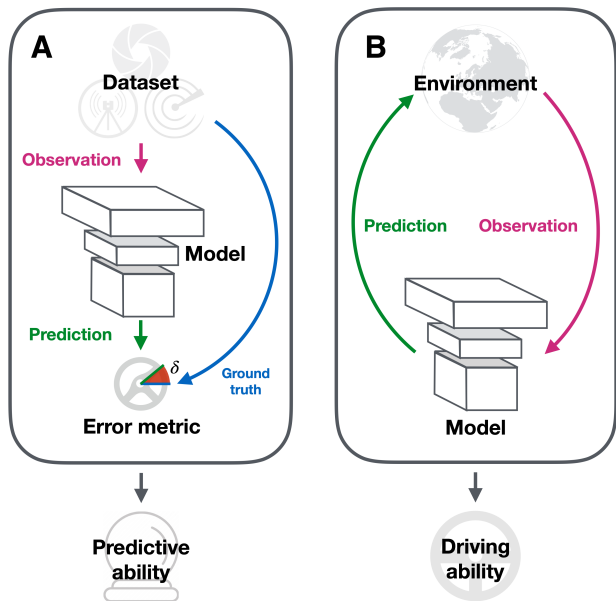 A
Dataset
Observation
Model
Prediction
δ
Ground
truth
Error metric
Predictive
ability
B
Environment
Prediction
Observation
Model
Driving
ability